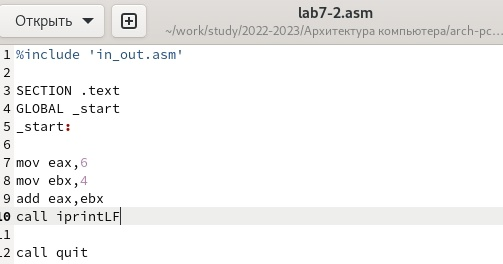 Открыть
lab7-2.asm
~/work/study/2022-2023/Архитектура компьютера/arch-pc...
1 %include 'in_out.asm'
2
3 SECTION .text
4 GLOBAL _start
5 _start:
6
7 mov eax,6
8 mov ebx,4
9 add eax,ebx
10 call iprintLF
11
12 call quit